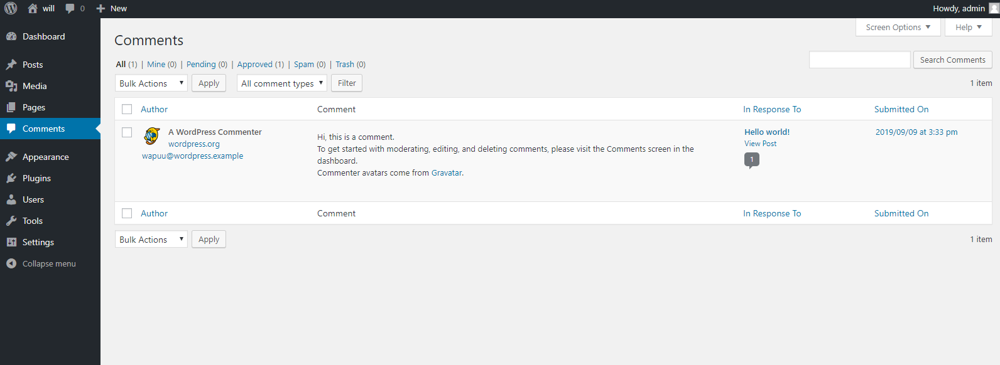 will 0 New Howdy, admin
Dashboard
Posts
Media
Pages
Comments
Appearance
Plugins
Users
Tools
Settings
Collapse menu
Screen Options ▼ Help ▼
Comments
All (1) | Mine (0) | Pending (0) | Approved (1) | Spam (0) | Trash (0)
Search Comments
Bulk Actions ▼ Apply All comment types ▼ Filter 1 item
Author Comment In Response To Submitted On
A WordPress Commenter
wordpress.org
wapuu@wordpress.example
Hi, this is a comment.
To get started with moderating, editing, and deleting comments, please visit the Comments screen in the
dashboard.
Commenter avatars come from Gravatar.
Hello world!
View Post
1
2019/09/09 at 3:33 pm
Author Comment In Response To Submitted On
Bulk Actions ▼ Apply 1 item